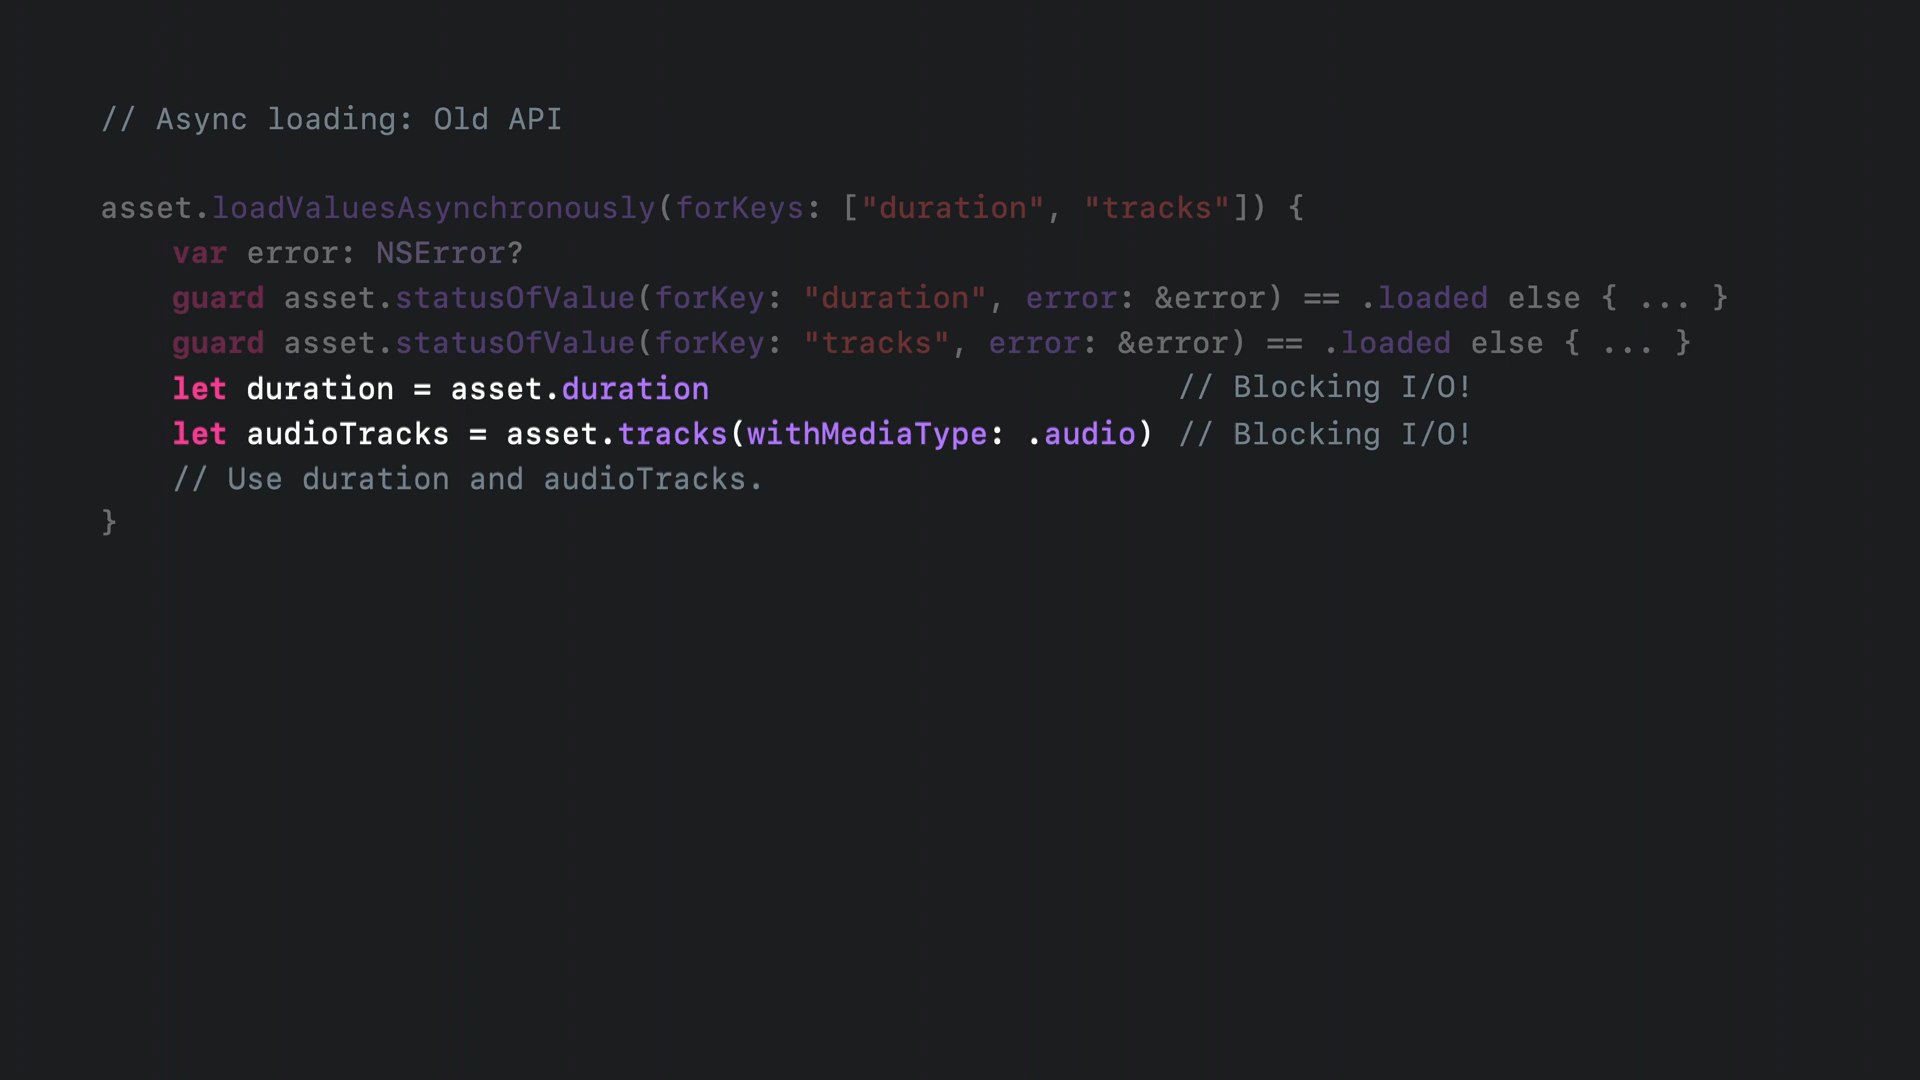 // Async loading: Old API
asset.loadValuesAsynchronously(forKeys: ["duration", "tracks"]) {
var error: NSError?
guard asset.statusOfValue(forKey: "duration", error: &error) == .loaded else { ... }
guard asset.statusOfValue(forKey: "tracks", error: &error) == .loaded else { ... }
let duration = asset.duration // Blocking I/O!
let audioTracks = asset.tracks(withMediaType: .audio) // Blocking I/O!
// Use duration and audioTracks.
}